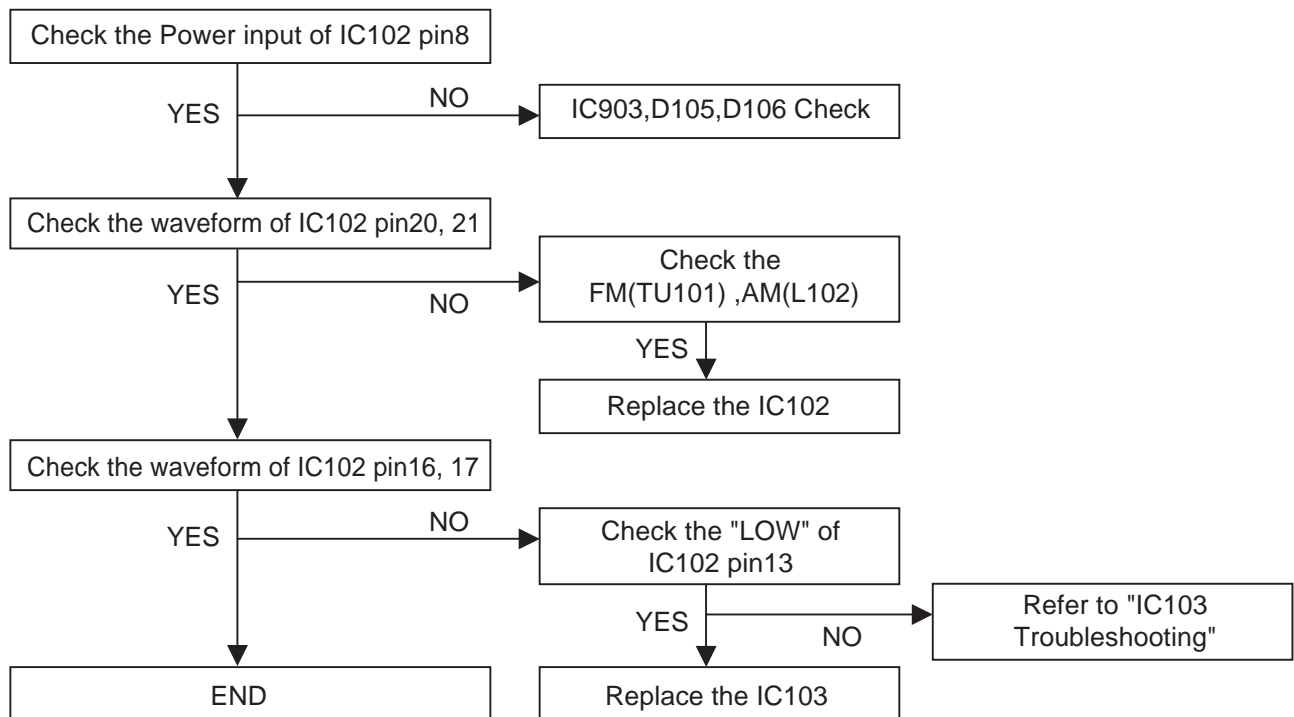 Check the Power input of IC102 pin8
YES
NO
IC903,D105,D106 Check
Check the waveform of IC102 pin20, 21
YES
NO
Check the
FM(TU101) ,AM(L102)
YES
Replace the IC102
Check the waveform of IC102 pin16, 17
YES
NO
Check the "LOW" of
IC102 pin13
YES
NO
Refer to "IC103
Troubleshooting"
END
Replace the IC103